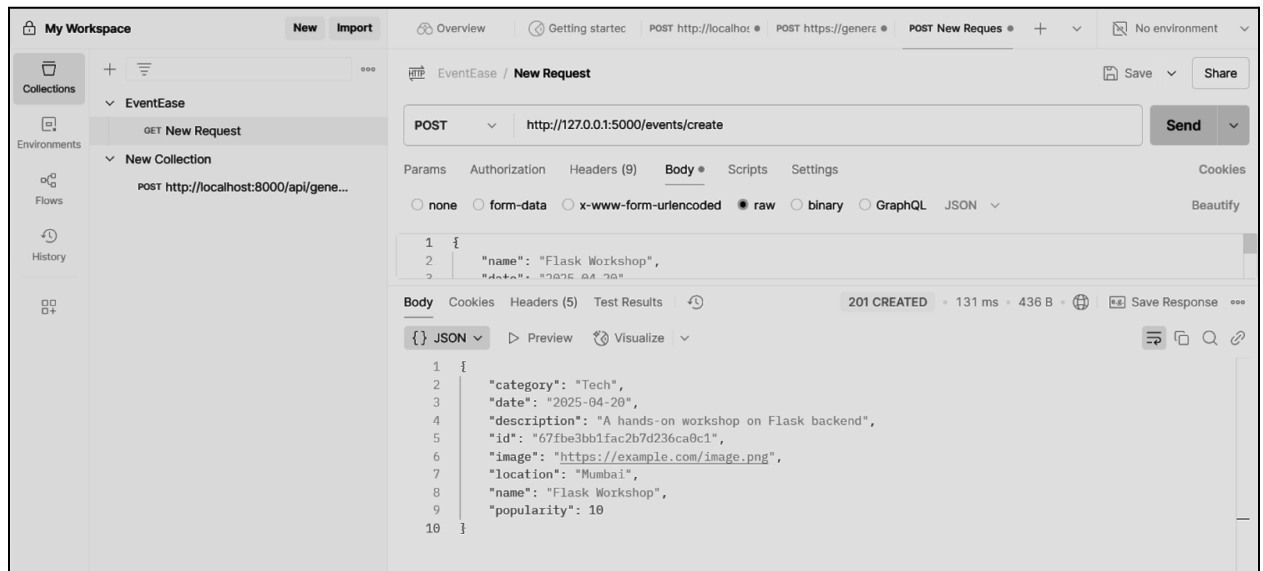 My Workspace New Import
Overview Getting startec POST http://localhos POST https://genera POST New Reques No environment
Collections
Environments
Flows
History
EventEase
GET New Request
New Collection
POST http://localhost:8000/api/gene...
HTTP EventEase / New Request Save Share
POST http://127.0.0.1:5000/events/create Send
Params Authorization Headers (9) Body Scripts Settings Cookies
none form-data x-www-form-urlencoded raw binary GraphQL JSON Beautify
1 {
2 "name": "Flask Workshop",
3 "date": "2025-04-20"
Body Cookies Headers (5) Test Results 201 CREATED 131 ms 436 B e.g. Save Response
{} JSON Preview Visualize
1 {
2 "category": "Tech",
3 "date": "2025-04-20",
4 "description": "A hands-on workshop on Flask backend",
5 "id": "67fbe3bb1fac2b7d236ca0c1",
6 "image": "https://example.com/image.png",
7 "location": "Mumbai",
8 "name": "Flask Workshop",
9 "popularity": 10
10 }